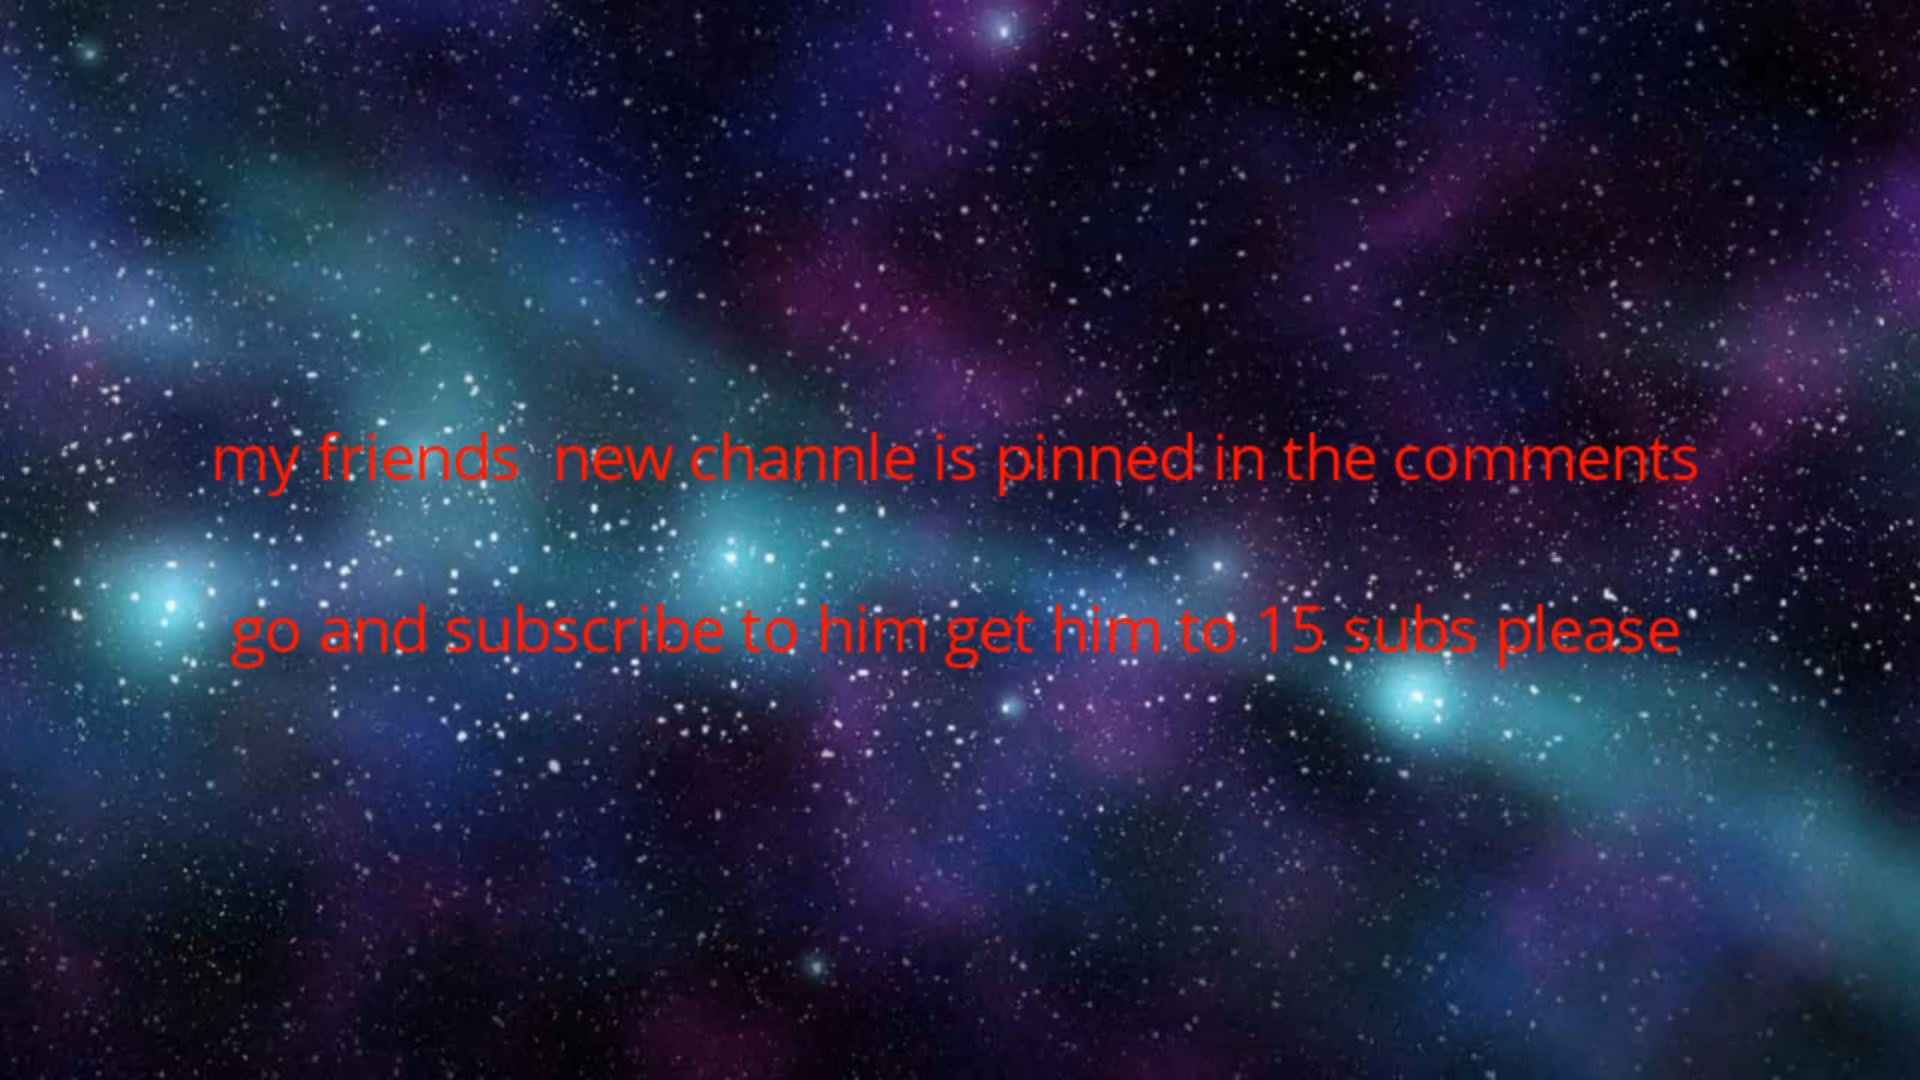 my friends  new channle is pinned in the comments
go and subscribe to him get him to 15 subs please